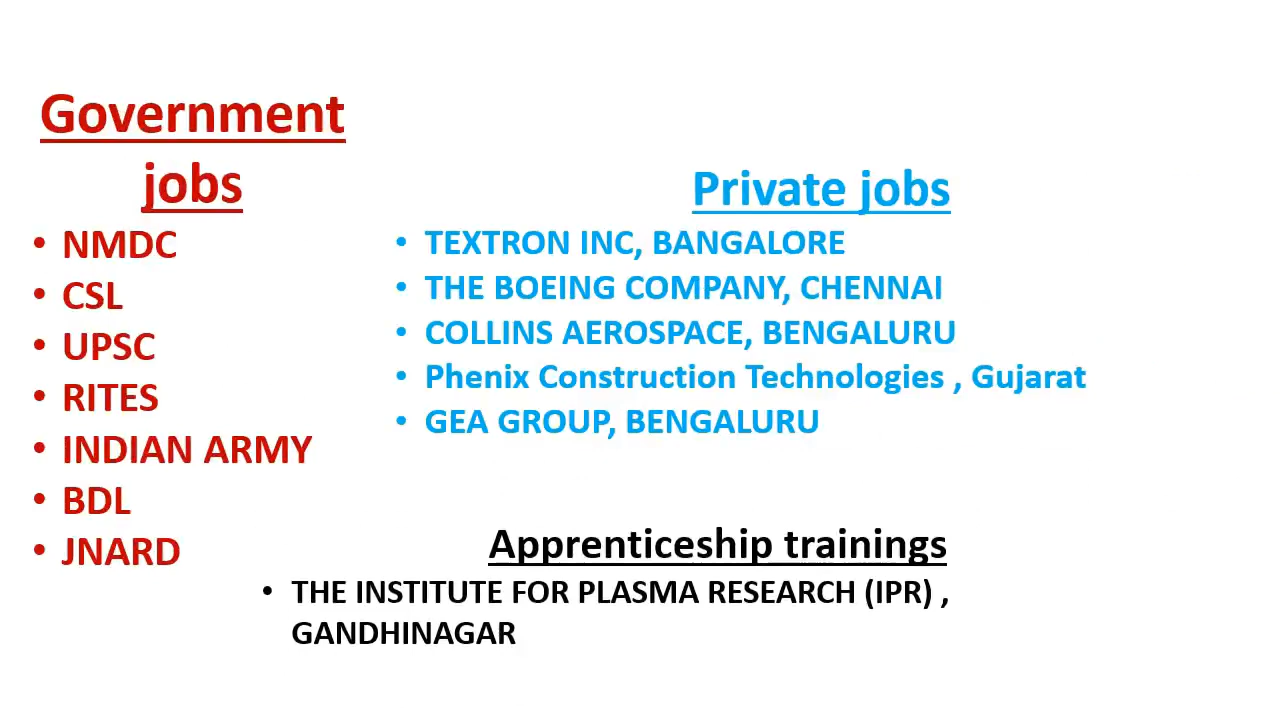 Government
jobs
• NMDC
• CSL
• UPSC
• RITES
• INDIAN ARMY
• BDL
• JNARD
Private jobs
• TEXTRON INC, BANGALORE
• THE BOEING COMPANY, CHENNAI
• COLLINS AEROSPACE, BENGALURU
• Phenix Construction Technologies , Gujarat
• GEA GROUP, BENGALURU
Apprenticeship trainings
• THE INSTITUTE FOR PLASMA RESEARCH (IPR) ,
GANDHINAGAR